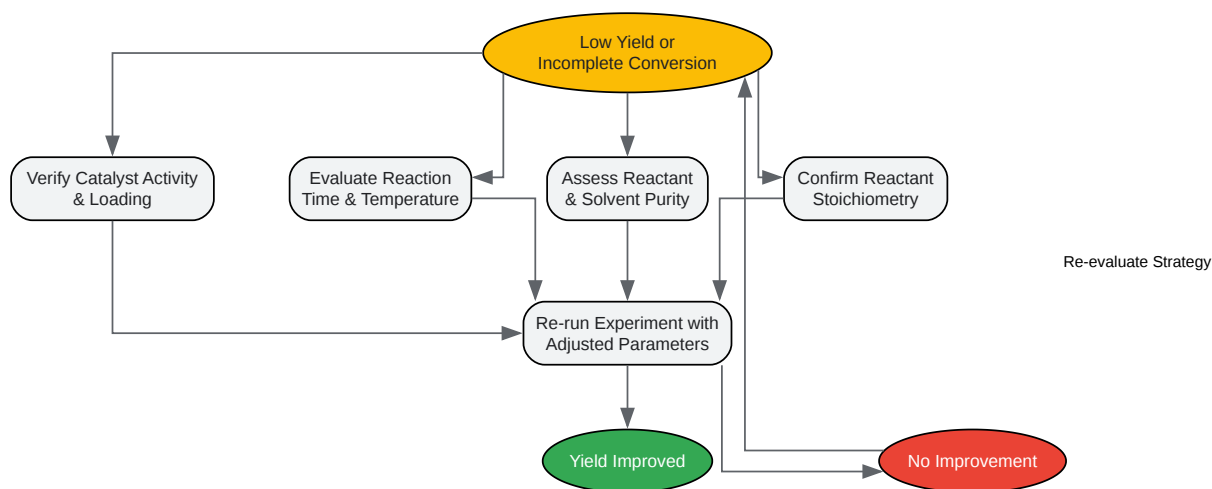 Low Yield or
Incomplete Conversion
Verify Catalyst Activity
& Loading
Evaluate Reaction
Time & Temperature
Assess Reactant
& Solvent Purity
Confirm Reactant
Stoichiometry
Re-evaluate Strategy
Re-run Experiment with
Adjusted Parameters
Yield Improved
No Improvement